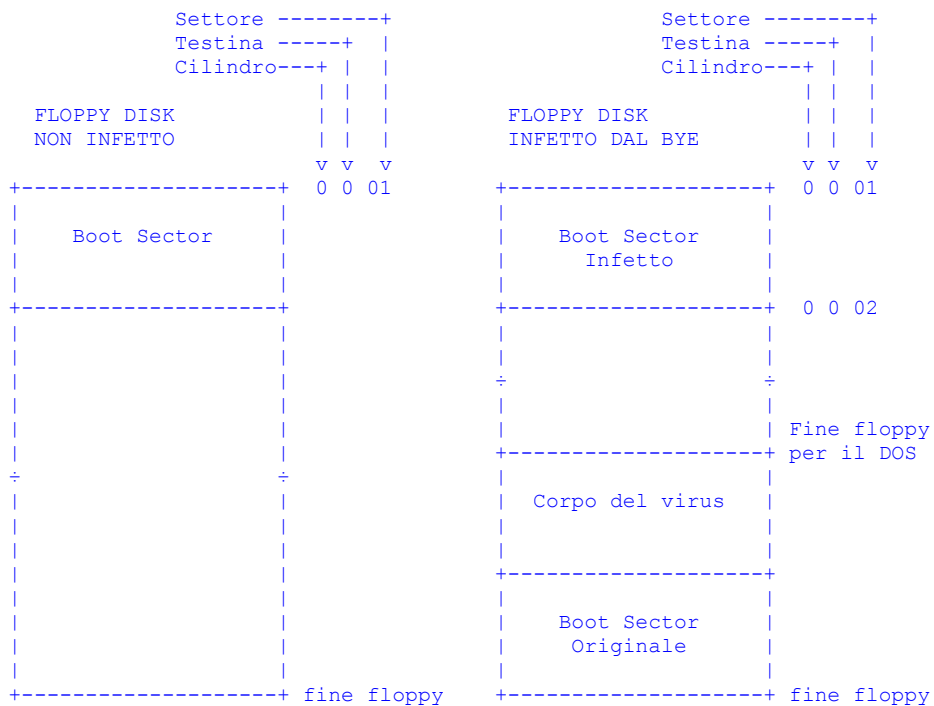 Settore --------+ Settore --------+
Testina -----+ | Testina -----+ |
Cilindro---+ | | Cilindro---+ | |
| | | | | |
FLOPPY DISK | | | FLOPPY DISK | | |
NON INFETTO | | | INFETTO DAL BYE | | |
v v v v v v
+--------------------+ 0 0 01 +--------------------+ 0 0 01
| | | |
| Boot Sector | | Boot Sector |
| | | Infetto |
| | | |
+--------------------+ +--------------------+ 0 0 02
| | | |
| | | |
| | ÷ ÷
| | | |
| | | | Fine floppy
| | +--------------------+ per il DOS
÷ ÷ | |
| | | Corpo del virus |
| | | |
| | | |
| | +--------------------+
| | | |
| | | Boot Sector |
| | | Originale |
| | | |
+--------------------+ fine floppy +--------------------+ fine floppy